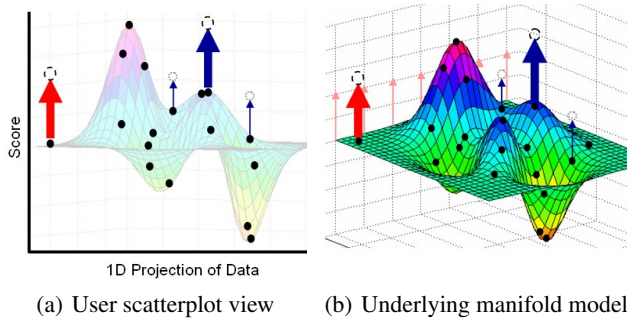 Score
1D Projection of Data
(a) User scatterplot view
(b) Underlying manifold model